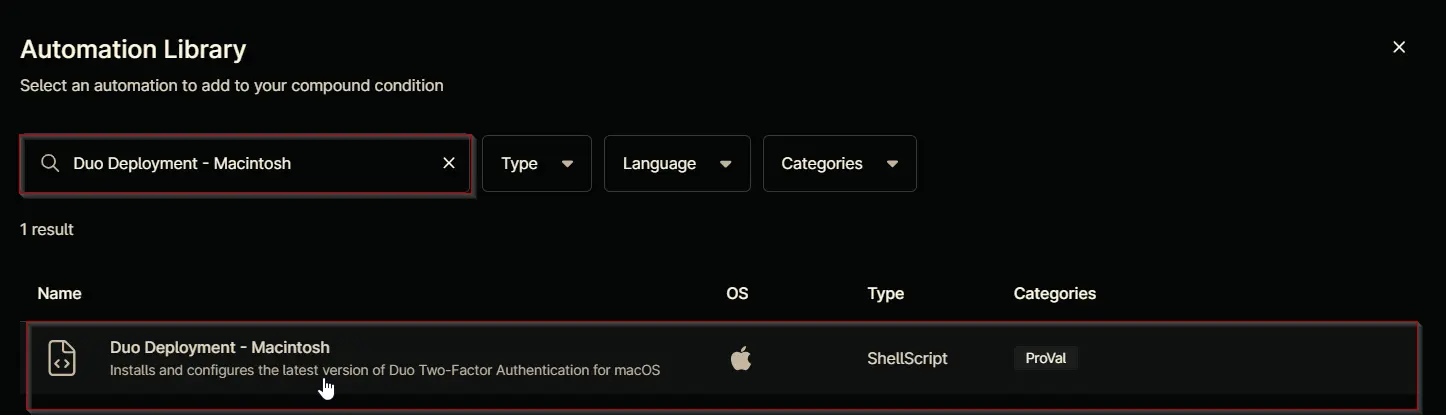 Automation Library
Select an automation to add to your compound condition
Duo Deployment - Macintosh
Type
Language
Categories
1 result
Name OS Type Categories
Duo Deployment - Macintosh
Installs and configures the latest version of Duo Two-Factor Authentication for macOS
ShellScript
ProVal